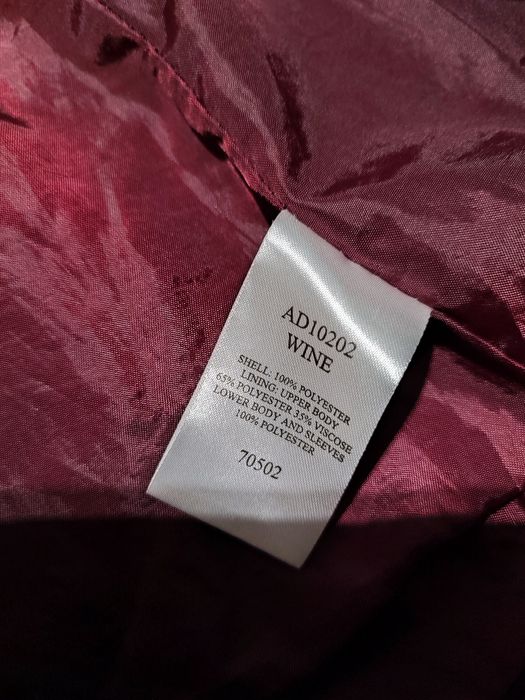 AD10202
WINE
SHELL: 100% POLYESTER
LINING: UPPER BODY
65% POLYESTER 35% VISCOSE
LOWER BODY AND SLEEVES
100% POLYESTER
70502